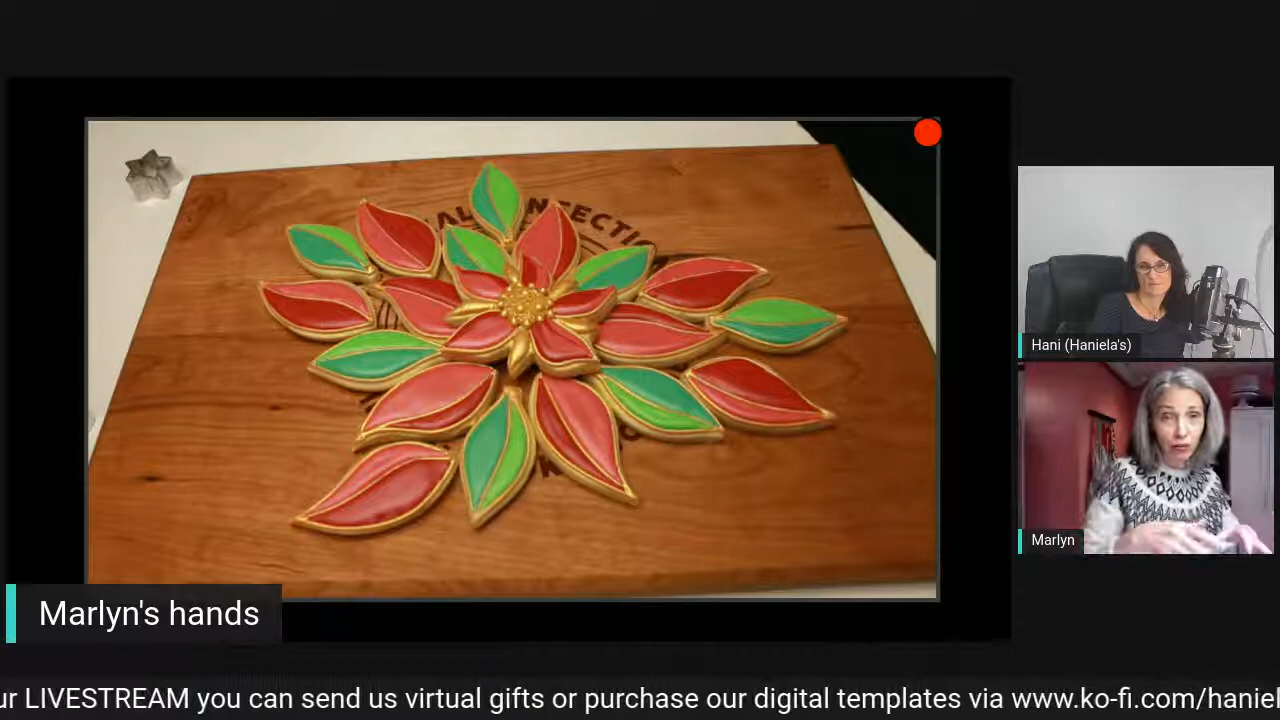 Hani (Haniela's)
Marlyn
Marlyn's hands
LIVESTREAM you can send us virtual gifts or purchase our digital templates via www.ko-fi.com/haniel